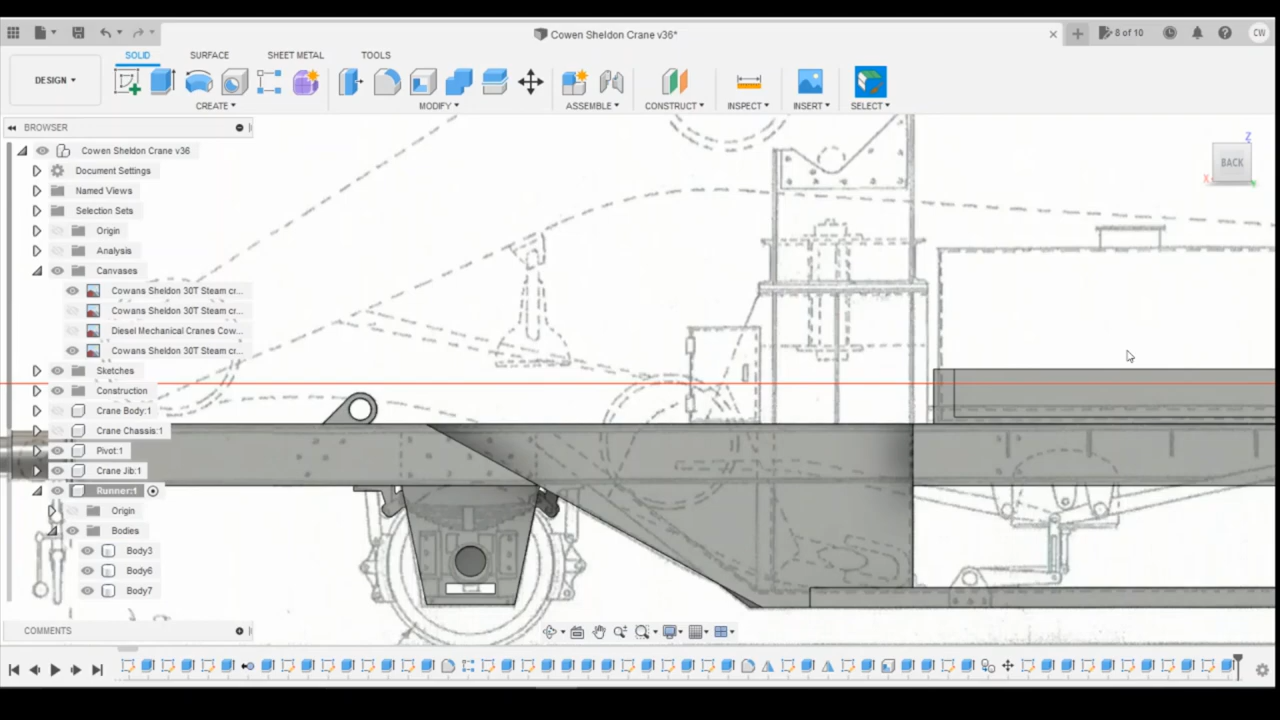 Cowen Sheldon Crane v36*
8 of 10
CW
DESIGN
SOLID
SURFACE
SHEET METAL
TOOLS
CREATE
MODIFY
ASSEMBLE
CONSTRUCT
INSPECT
INSERT
SELECT
BROWSER
Cowen Sheldon Crane v36
Document Settings
Named Views
Selection Sets
Origin
Analysis
Canvases
Cowans Sheldon 30T Steam cr...
Cowans Sheldon 30T Steam cr...
Diesel Mechanical Cranes Cow...
Cowans Sheldon 30T Steam cr...
Sketches
Construction
Crane Body:1
Crane Chassis:1
Pivot:1
Crane Jib:1
Runner:1
Origin
Bodies
Body3
Body6
Body7
COMMENTS
Z
BACK
X